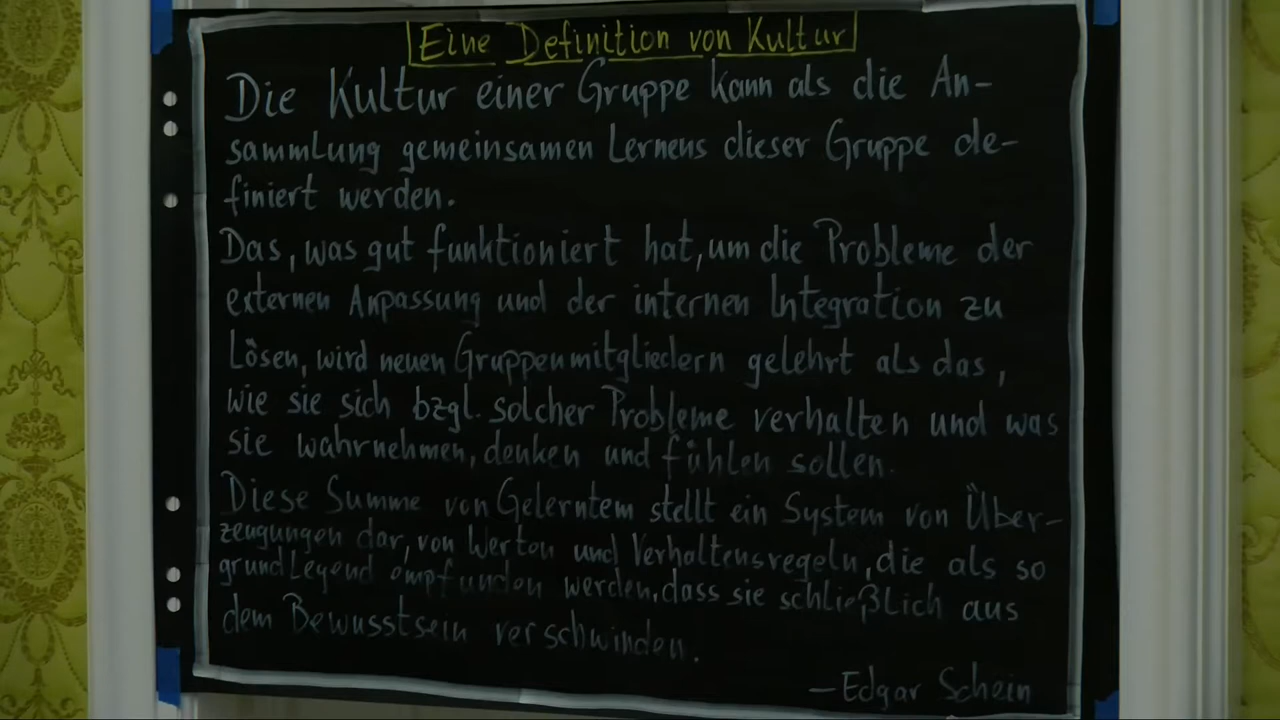 Eine Definition von Kultur
Die Kultur einer Gruppe kann als die An-
sammlung gemeinsamen Lernens dieser Gruppe de-
finiert werden.
Das, was gut funktioniert hat, um die Probleme der
externen Anpassung und der internen Integration zu
Lösen, wird neuen Gruppenmitgliedern gelehrt als das,
wie sie sich bzgl. solcher Probleme verhalten und was
sie wahrnehmen, denken und fühlen sollen.
Diese Summe von Gelerntem stellt ein System von Über-
zeugungen dar, von Werten und Verhaltensregeln, die als so
grundlegend empfunden werden, dass sie schließlich aus
dem Bewusstsein verschwinden.
— Edgar Schein